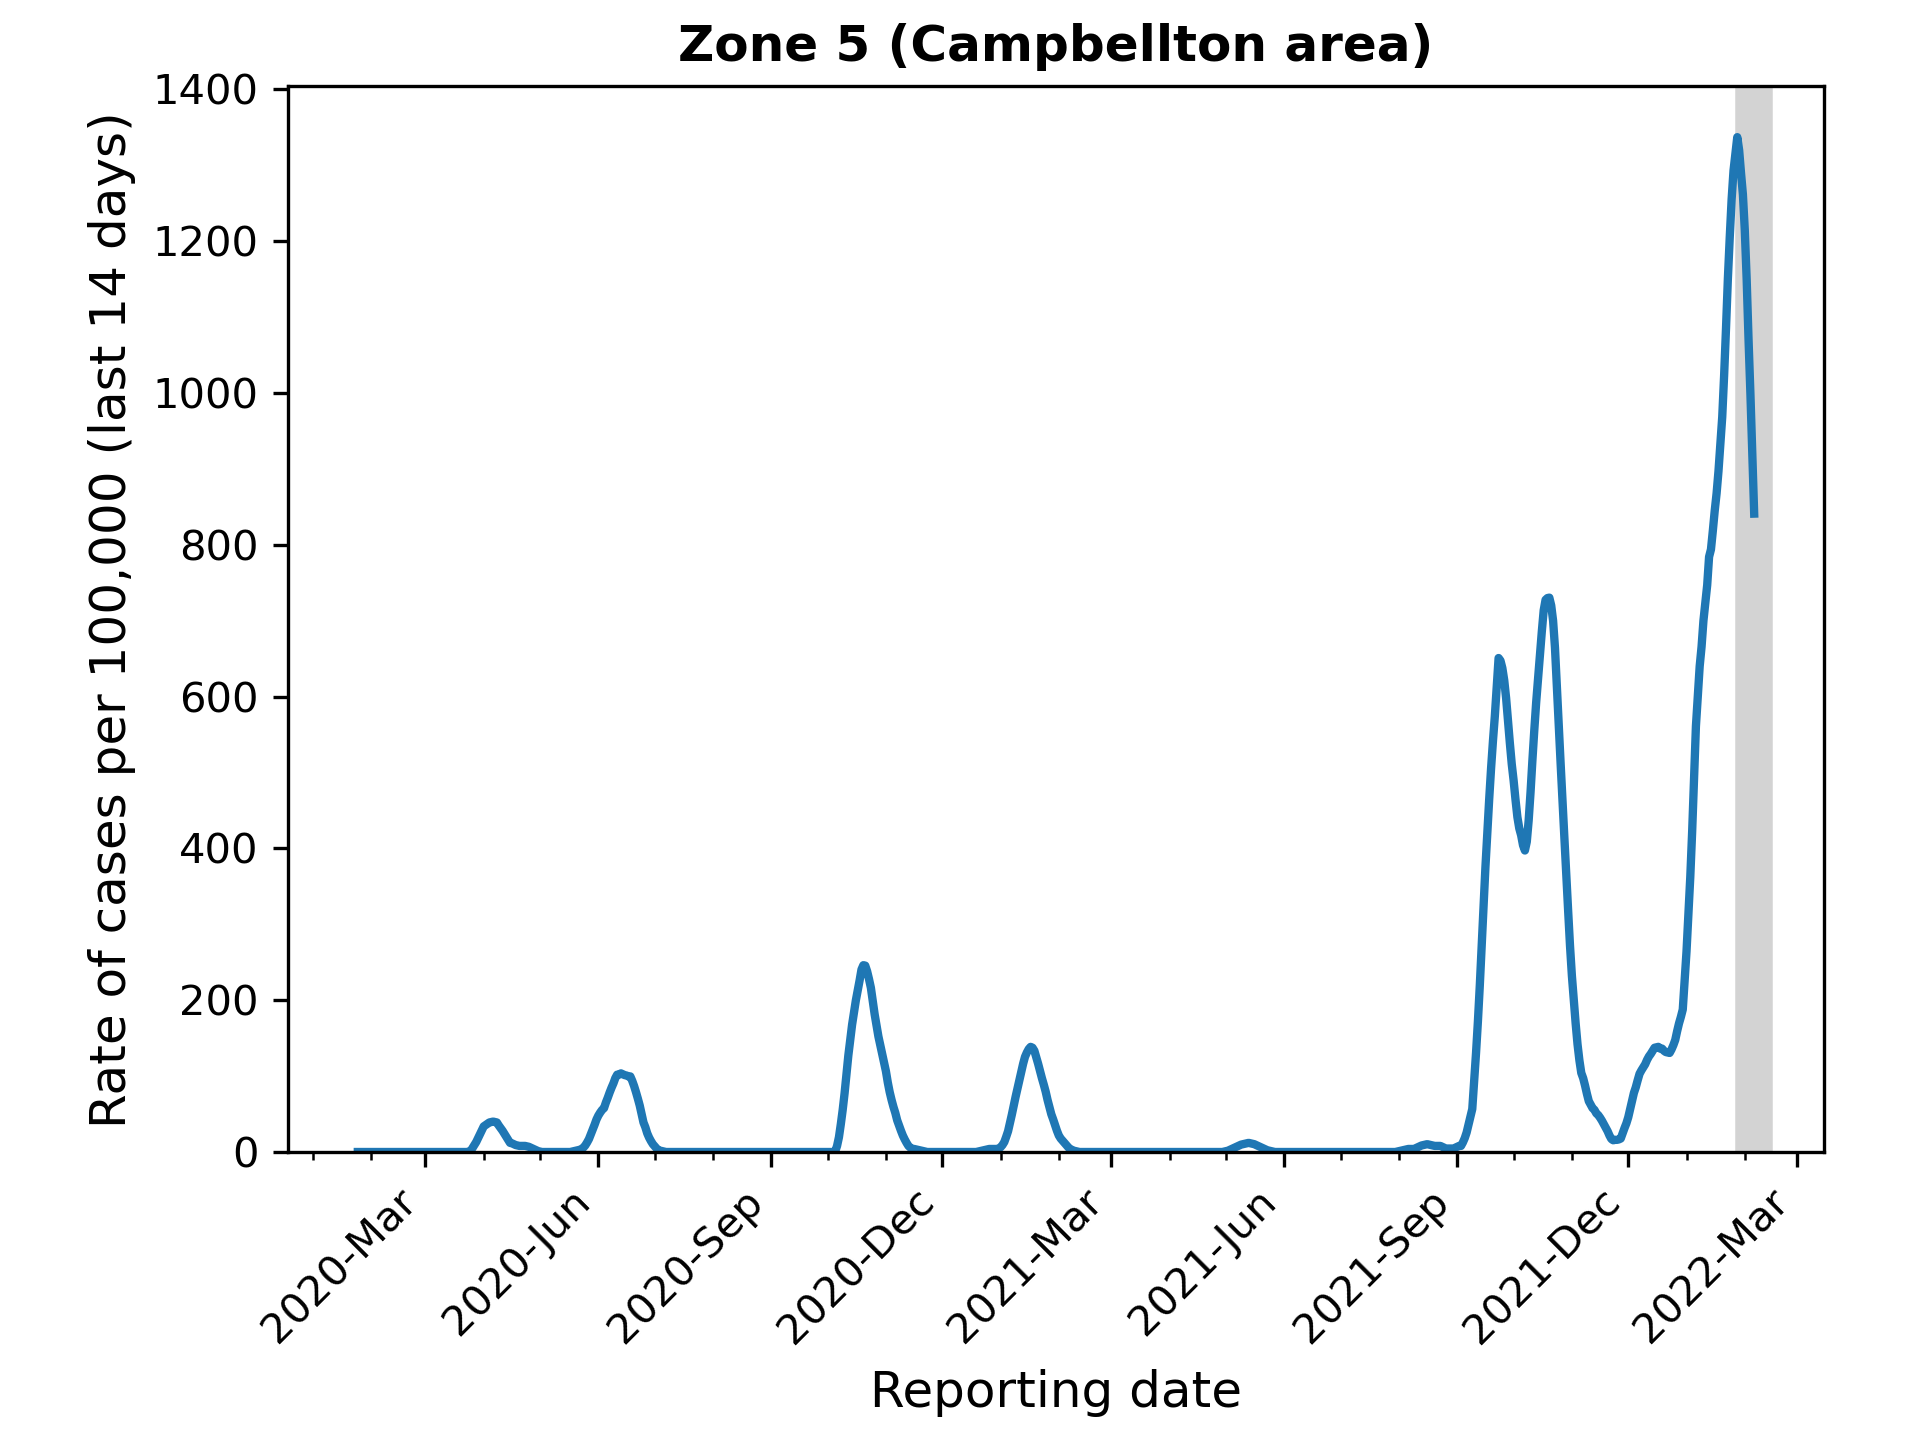 Zone 5 (Campbellton area)
Rate of cases per 100,000 (last 14 days)
1400
1200
1000
800
600
400
200
0
2020-Mar
2020-Jun
2020-Sep
2020-Dec
2021-Mar
2021-Jun
2021-Sep
2021-Dec
2022-Mar
Reporting date